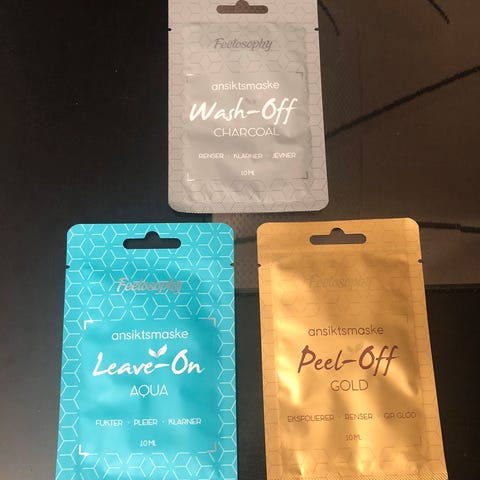 Feelosophy
ansiktsmaske
Wash-Off
CHARCOAL
RENSER · KLARNER · JEVNER
10 ML
Feelosophy
ansiktsmaske
Leave-On
AQUA
FUKTER · PLEIER · KLARNER
10 ML
Feelosophy
ansiktsmaske
Peel-Off
GOLD
EKSPOLIERER · RENSER · GIR GLØD
10 ML